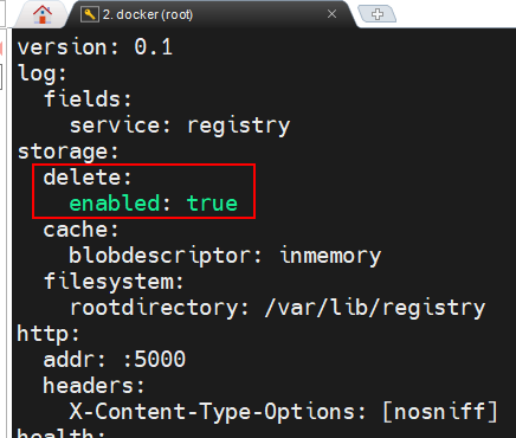 2. docker (root)
version: 0.1
log:
  fields:
    service: registry
storage:
  delete:
    enabled: true
  cache:
    blobdescriptor: inmemory
  filesystem:
    rootdirectory: /var/lib/registry
http:
  addr: :5000
  headers:
    X-Content-Type-Options: [nosniff]
health: